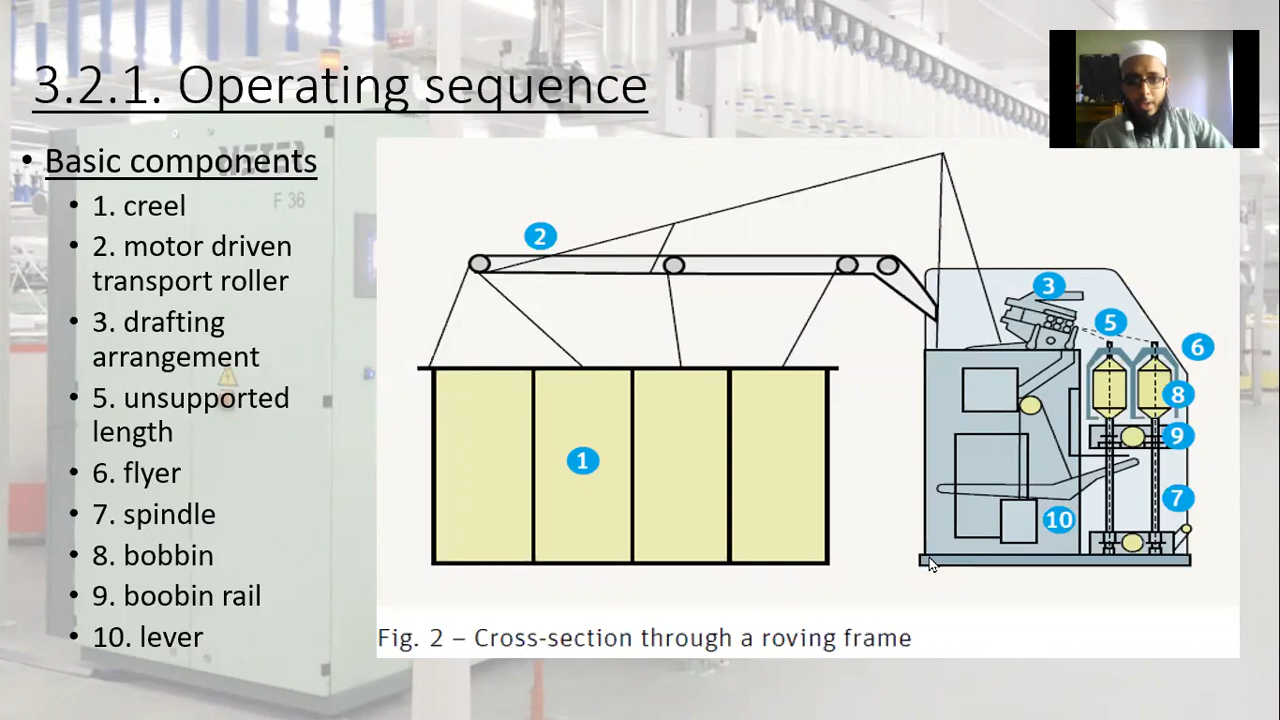 3.2.1. Operating sequence
• Basic components
• 1. creel
• 2. motor driven
transport roller
• 3. drafting
arrangement
• 5. unsupported
length
• 6. flyer
• 7. spindle
• 8. bobbin
• 9. boobin rail
• 10. lever
F 36
2
3
5
6
8
9
1
7
10
Fig. 2 – Cross-section through a roving frame